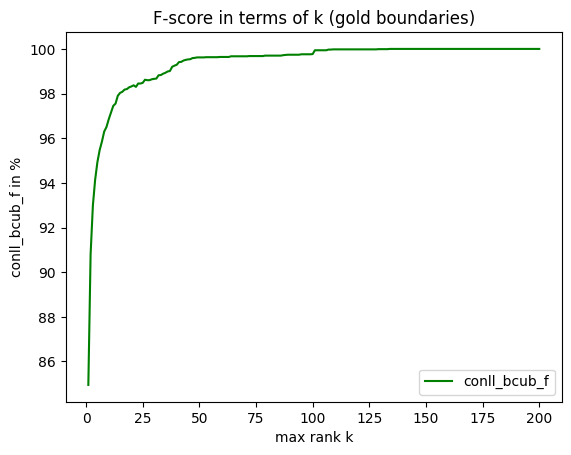 F-score in terms of k (gold boundaries)
conll_bcub_f in %
100
98
96
94
92
90
88
86
0 25 50 75 100 125 150 175 200
max rank k
conll_bcub_f